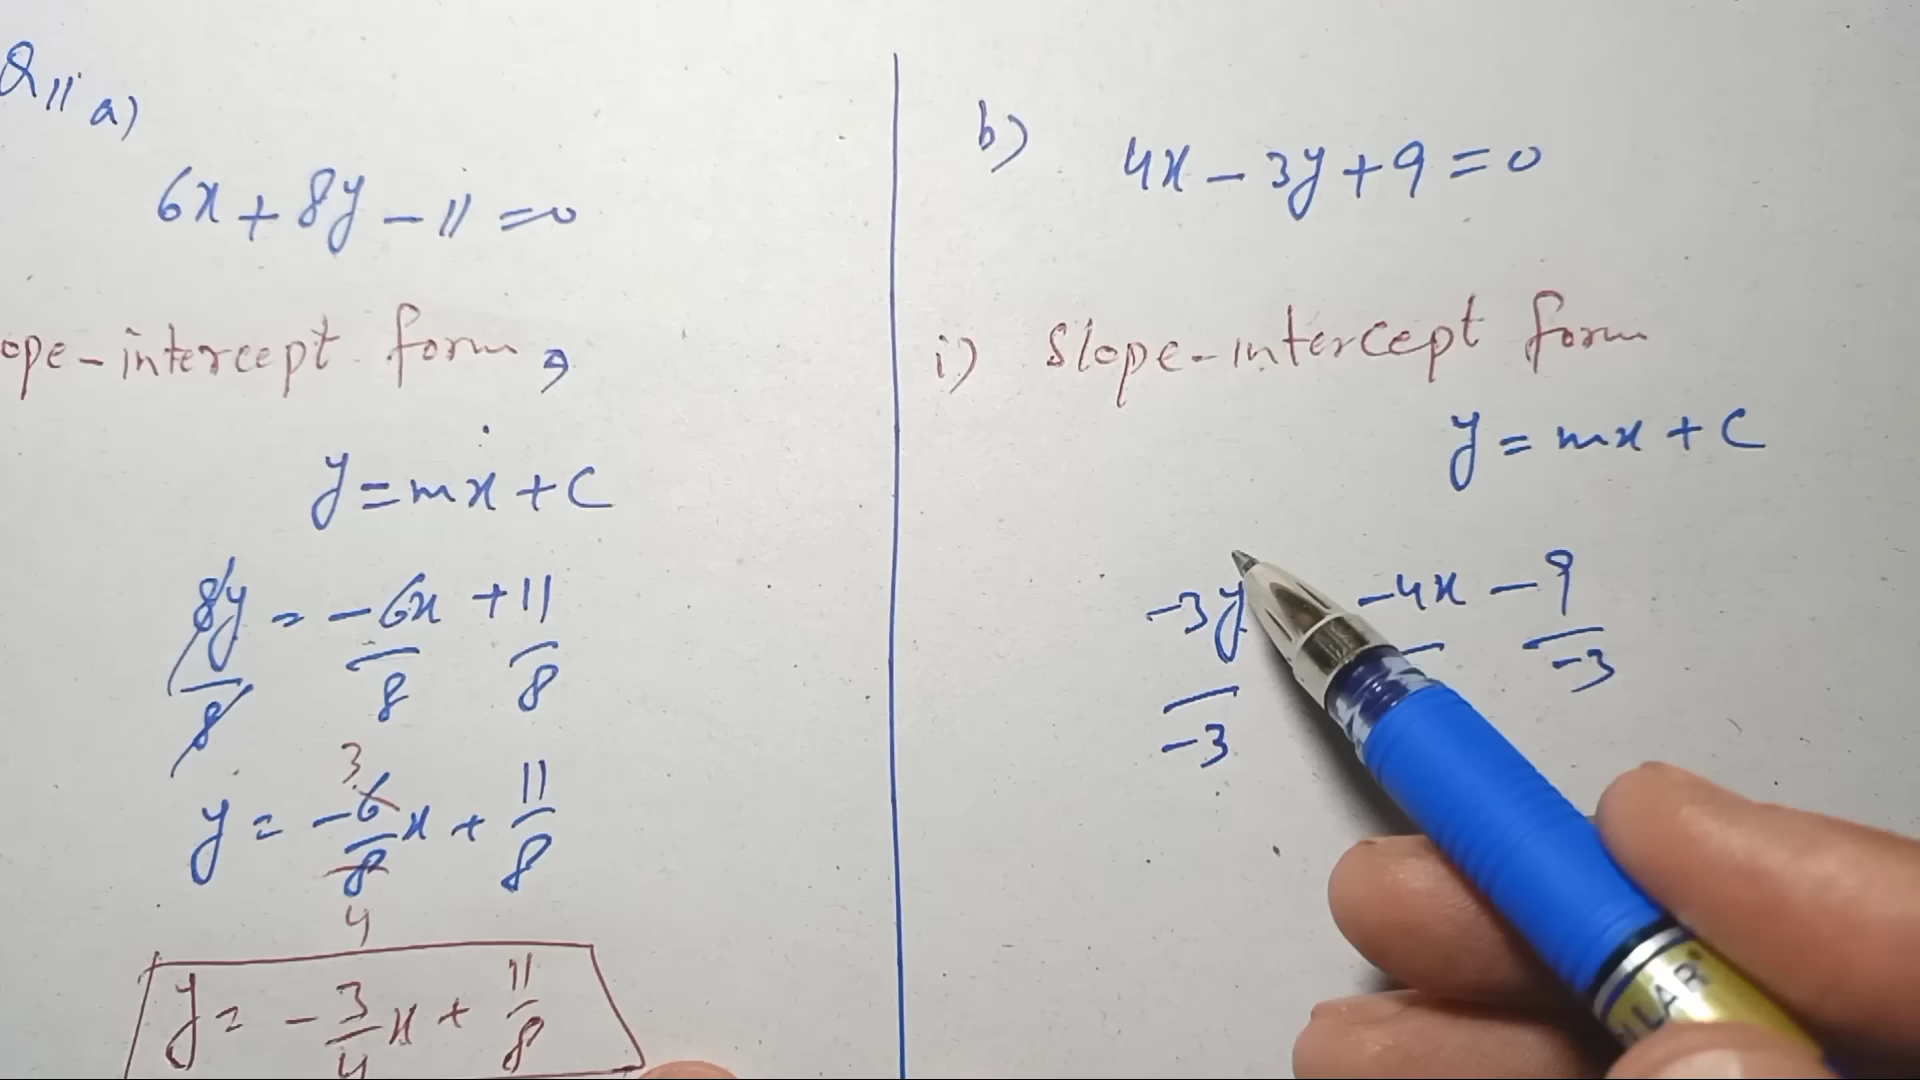 Q11 a)
6x + 8y - 11 = 0
ope-intercept form,
y = mx + c
8y/8 = -6x/8 + 11/8
y = -6/8 x + 11/8
3
4
y = -3/4 x + 11/8
b)
4x - 3y + 9 = 0
i) Slope-intercept form
y = mx + c
-3y/-3 -4x - 9/-3
LAR